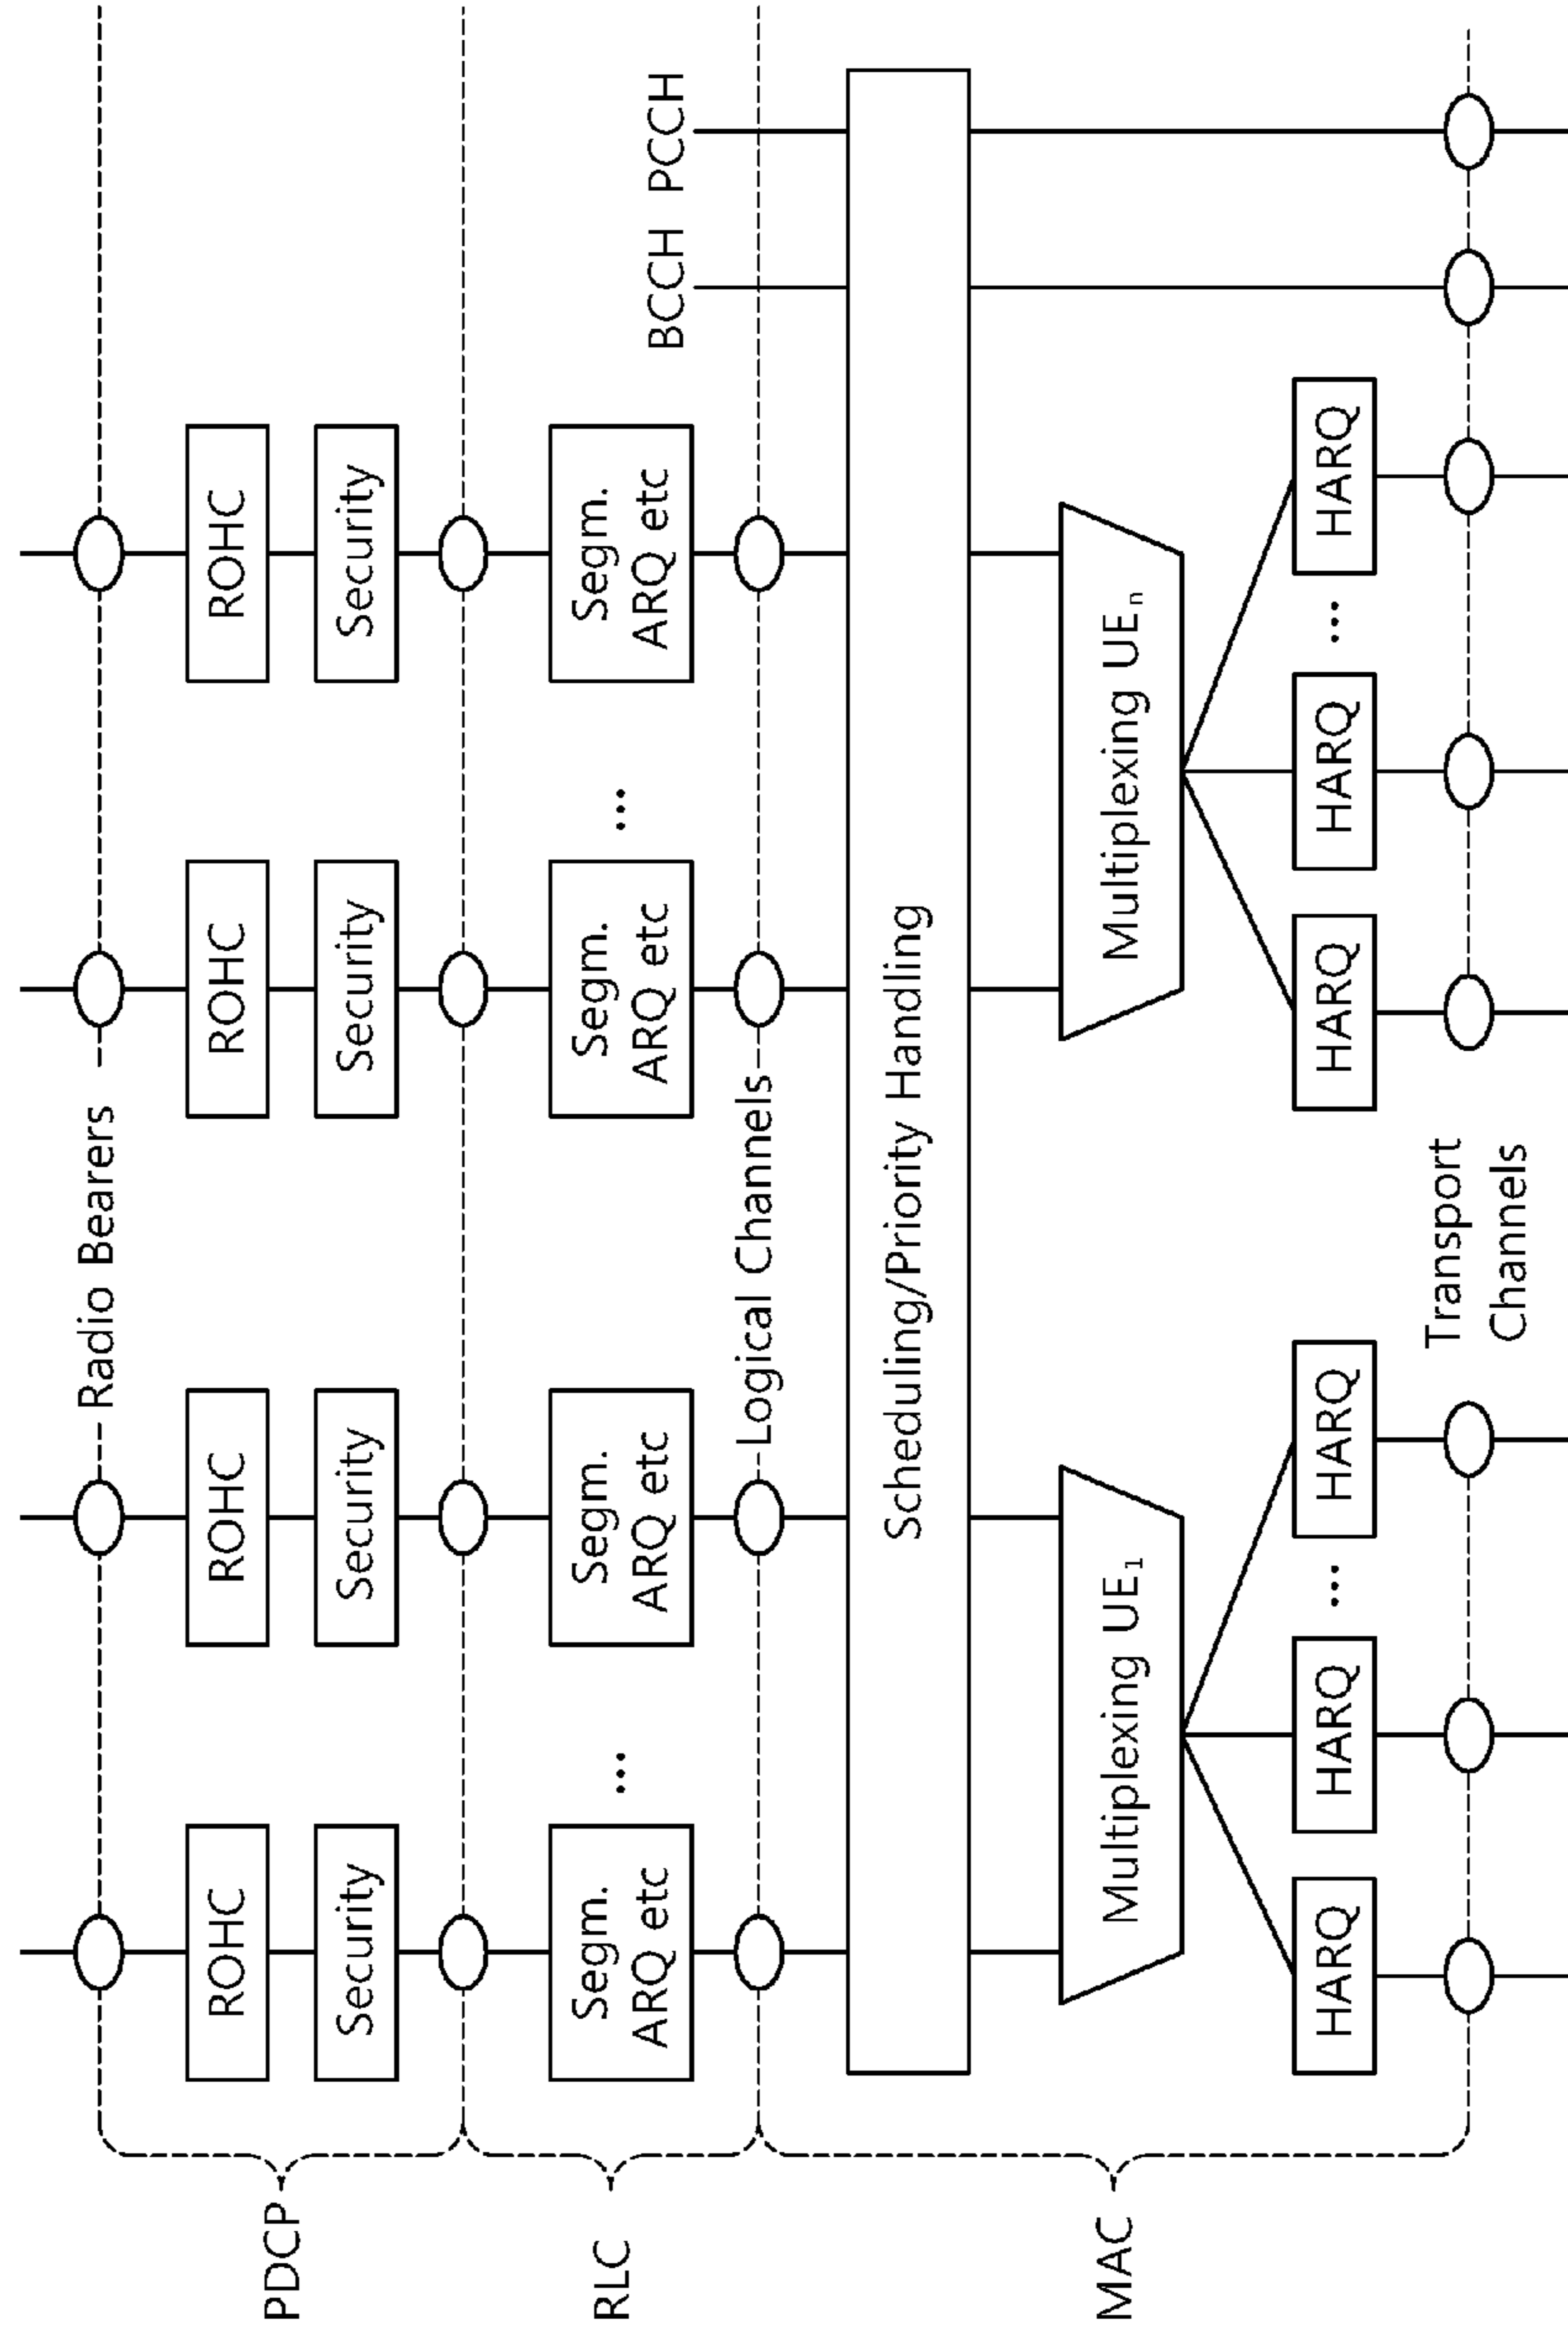 Radio Bearers
PDCP
ROHC
ROHC
ROHC
ROHC
Security
Security
Security
Security
RLC
Segm.
ARQ etc
...
Segm.
ARQ etc
Segm.
ARQ etc
...
Segm.
ARQ etc
BCCH
PCCH
Logical Channels
MAC
Scheduling/Priority Handling
Multiplexing UE₁
Multiplexing UEₙ
HARQ
HARQ
...
HARQ
HARQ
HARQ
...
HARQ
Transport
Channels